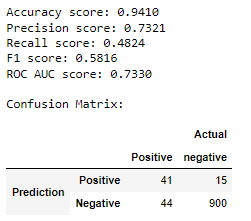 Accuracy score: 0.9410
Precision score: 0.7321
Recall score: 0.4824
F1 score: 0.5816
ROC AUC score: 0.7330
Confusion Matrix:
Actual
Positive negative
Prediction Positive 41 15
Negative 44 900